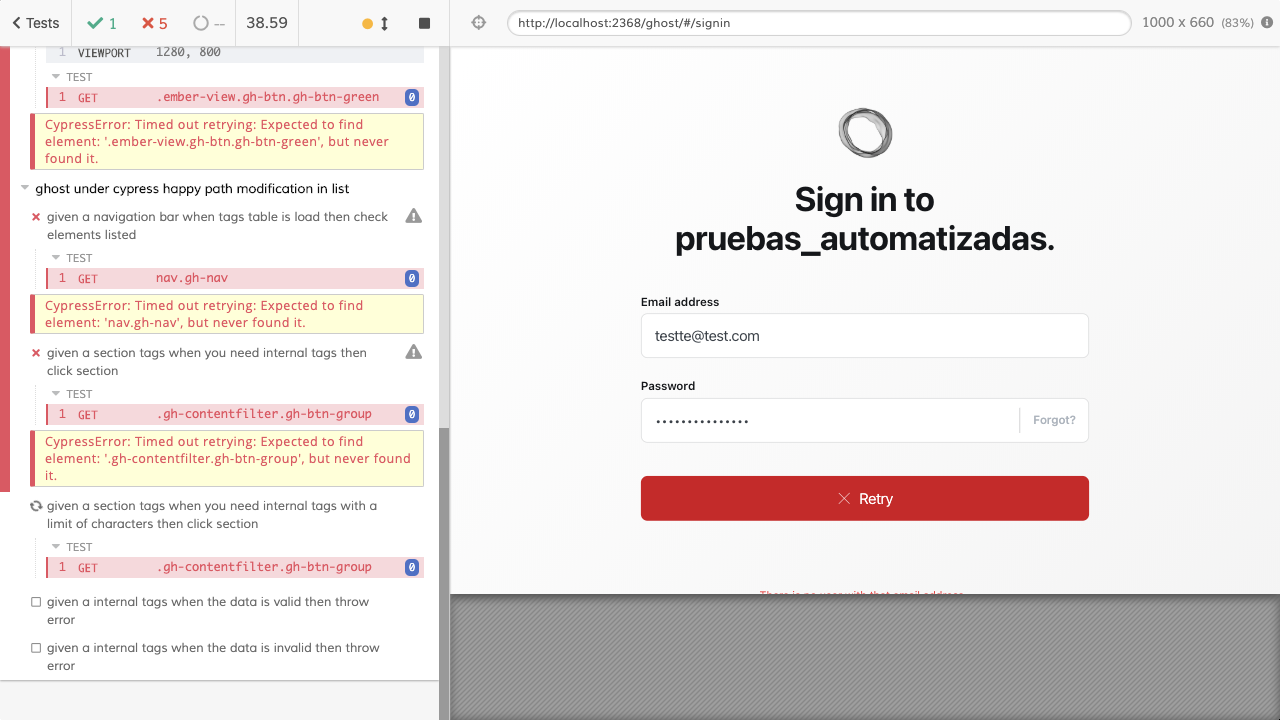 Tests
1
5
--
38.59
http://localhost:2368/ghost/#/signin
1000 x 660 (83%)
1 VIEWPORT 1280, 800
TEST
1 GET .ember-view.gh-btn.gh-btn-green 0
CypressError: Timed out retrying: Expected to find
element: '.ember-view.gh-btn.gh-btn-green', but never
found it.
ghost under cypress happy path modification in list
given a navigation bar when tags table is load then check
elements listed
TEST
1 GET nav.gh-nav 0
CypressError: Timed out retrying: Expected to find
element: 'nav.gh-nav', but never found it.
given a section tags when you need internal tags then
click section
TEST
1 GET .gh-contentfilter.gh-btn-group 0
CypressError: Timed out retrying: Expected to find
element: '.gh-contentfilter.gh-btn-group', but never found
it.
given a section tags when you need internal tags with a
limit of characters then click section
TEST
1 GET .gh-contentfilter.gh-btn-group 0
given a internal tags when the data is valid then throw
error
given a internal tags when the data is invalid then throw
error
Sign in to
pruebas_automatizadas.
Email address
testte@test.com
Password
•••••••••••••••
Forgot?
Retry
There is no user with that email address.